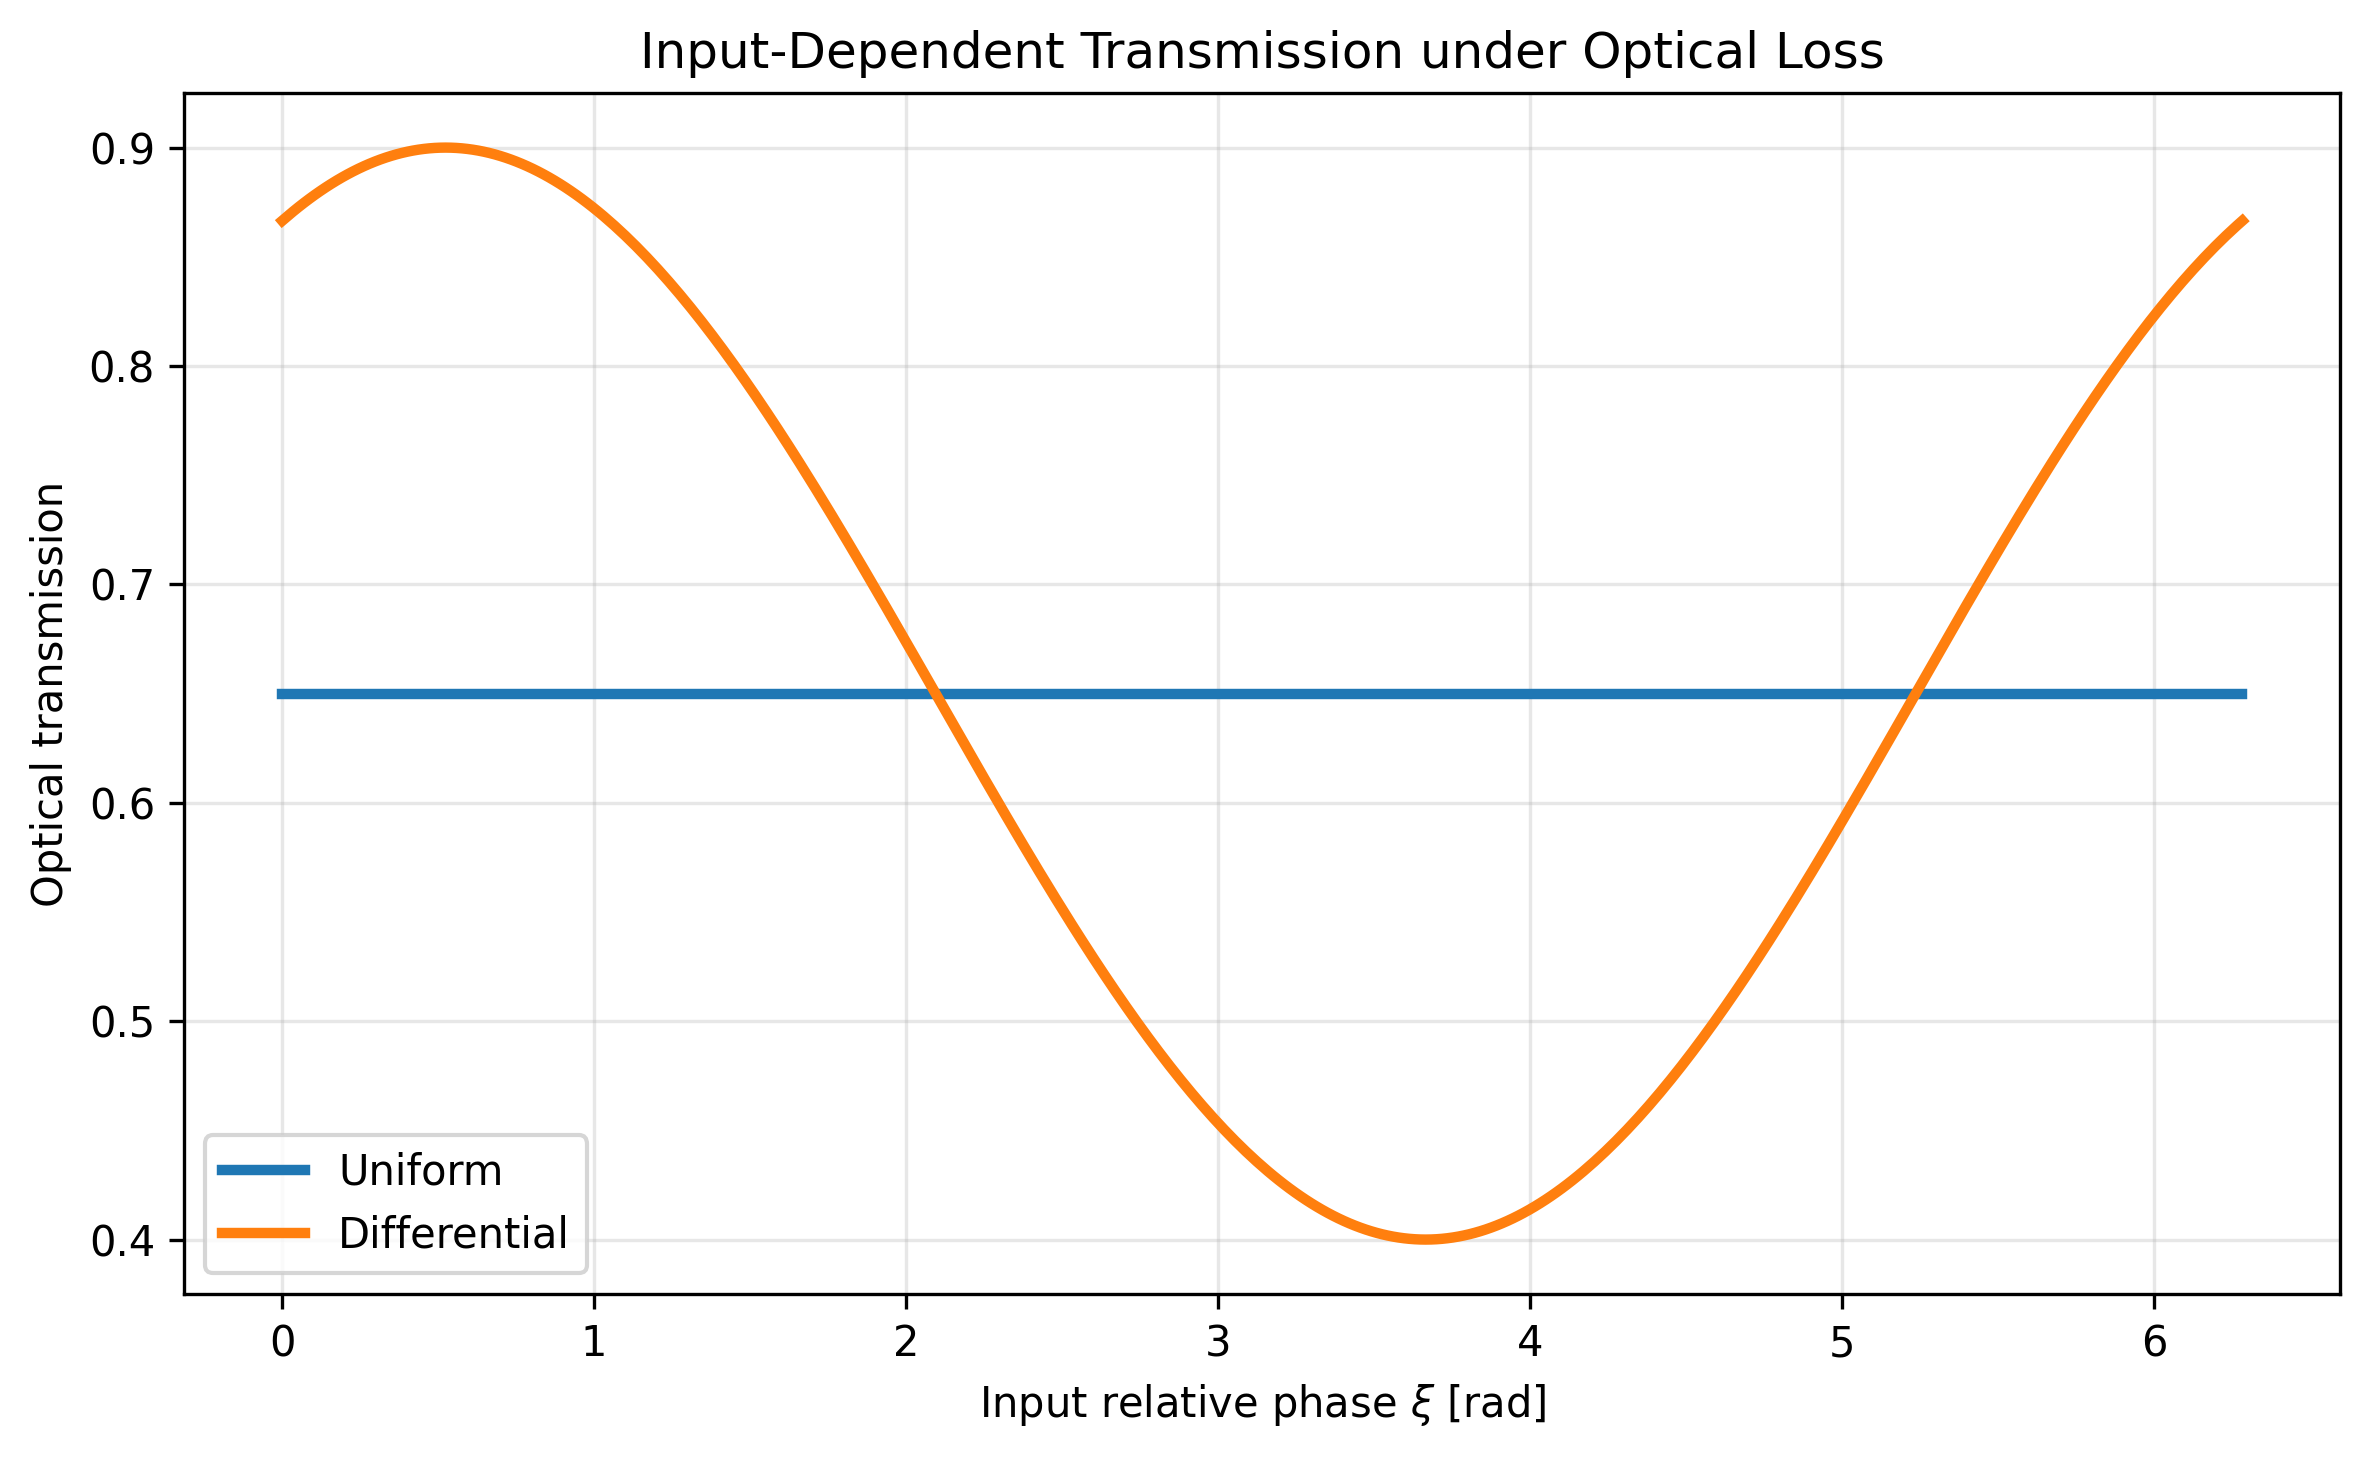 Input-Dependent Transmission under Optical Loss
Optical transmission
0.9
0.8
0.7
0.6
0.5
0.4
Uniform
Differential
0 1 2 3 4 5 6
Input relative phase ξ [rad]